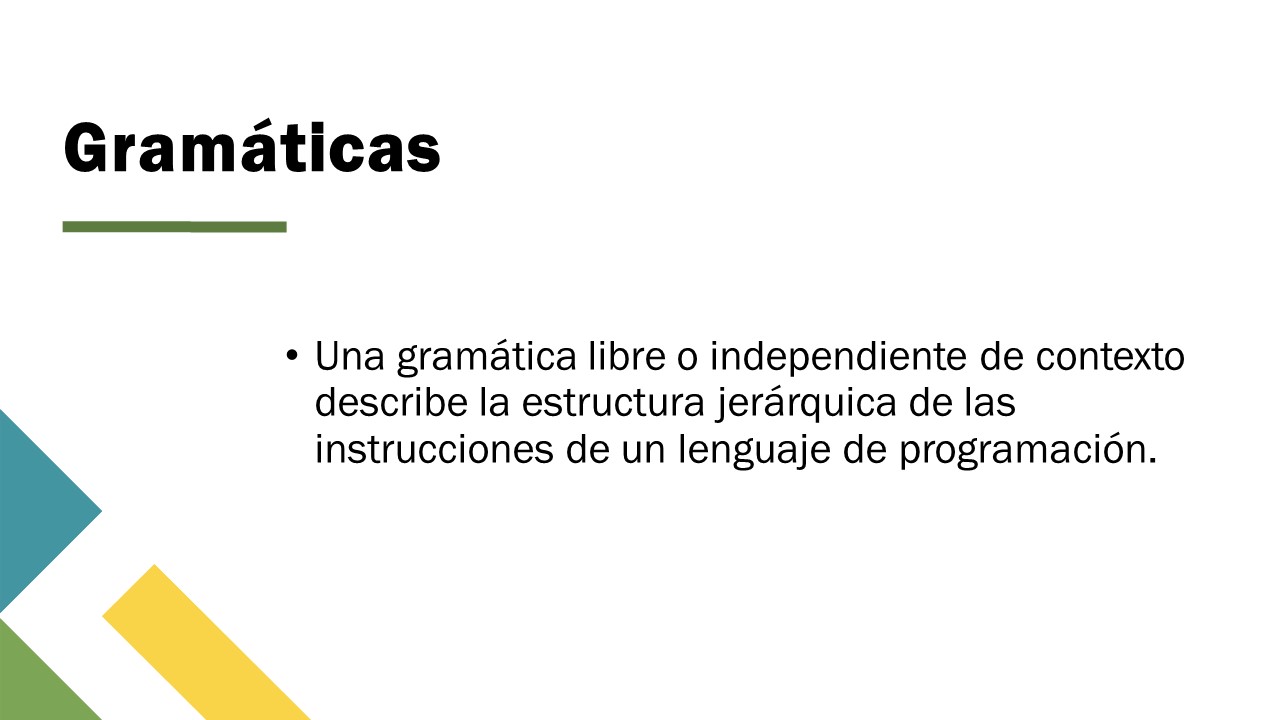 Gramáticas
• Una gramática libre o independiente de contexto
describe la estructura jerárquica de las
instrucciones de un lenguaje de programación.